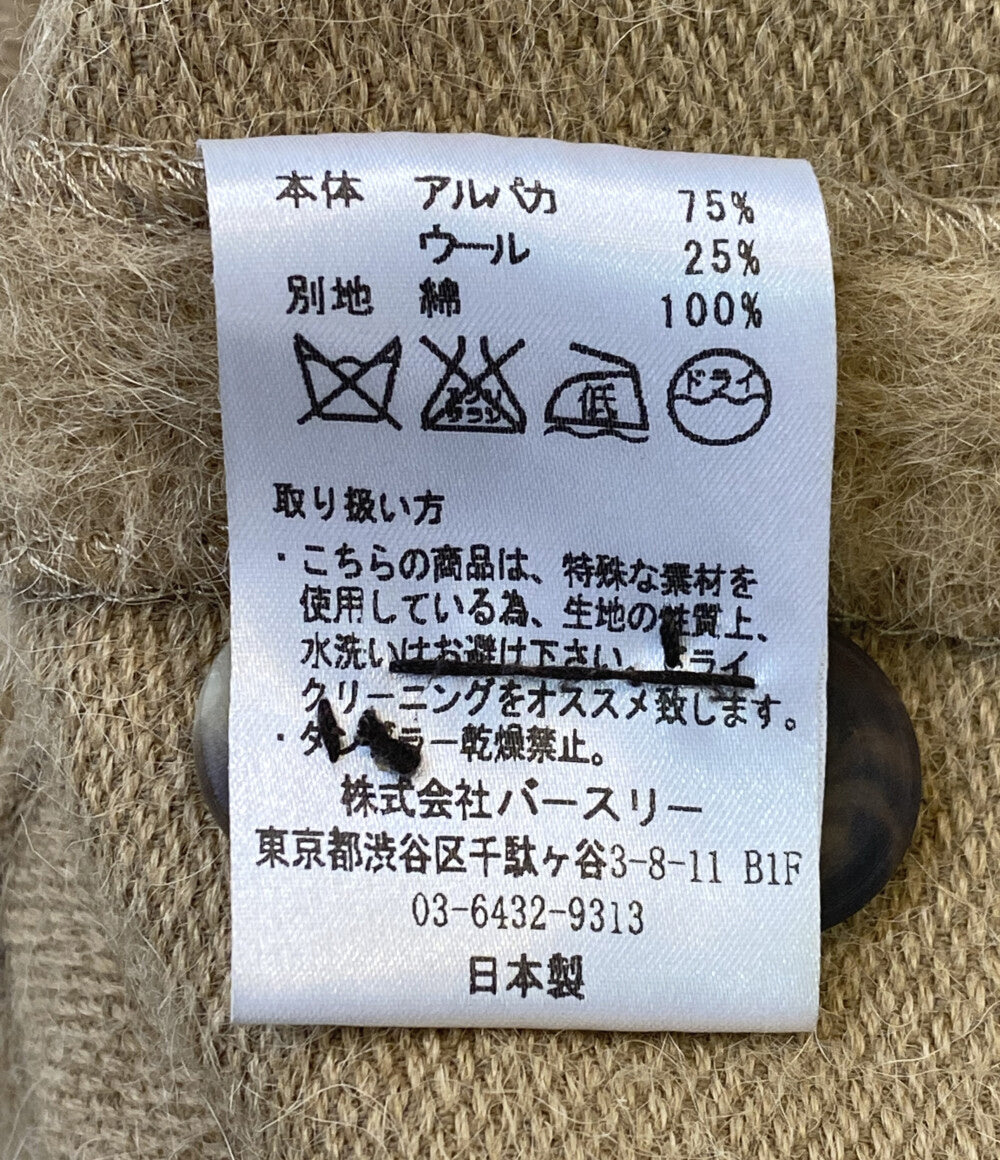 本体 アルパカ 75%
ウール 25%
別地 綿 100%
エンソ
サラシ
低
ドライ
取り扱い方
・こちらの商品は、特殊な素材を
使用している為、生地の性質上、
水洗いはお避け下さい。ドライ
クリーニングをオススメ致します。
・タンブラー乾燥禁止。
株式会社バースリー
東京都渋谷区千駄ヶ谷3-8-11 B1F
03-6432-9313
日本製